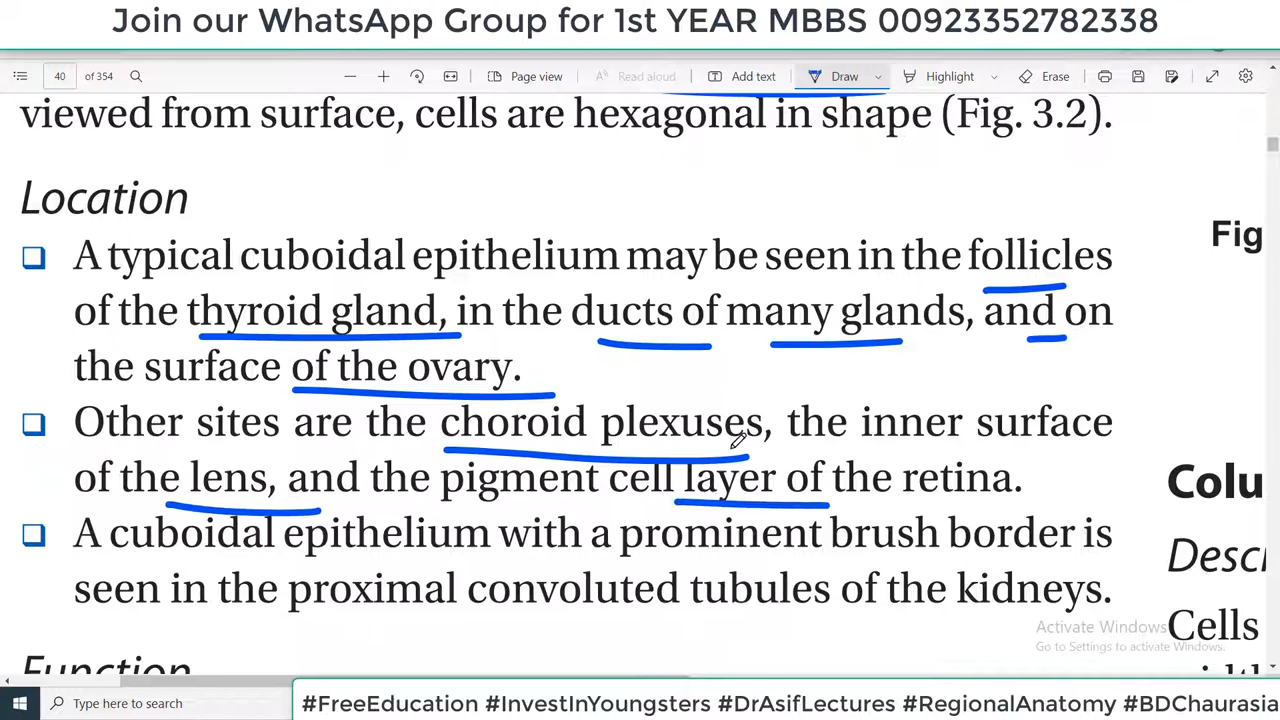 Join our WhatsApp Group for 1st YEAR MBBS 00923352782338
40 of 354 Page view Read aloud Add text Draw Highlight Erase
viewed from surface, cells are hexagonal in shape (Fig. 3.2).
Location
A typical cuboidal epithelium may be seen in the follicles
of the thyroid gland, in the ducts of many glands, and on
the surface of the ovary.
Other sites are the choroid plexuses, the inner surface
of the lens, and the pigment cell layer of the retina.
A cuboidal epithelium with a prominent brush border is
seen in the proximal convoluted tubules of the kidneys.
Function
Fig
Colu
Descr
Cells
Activate Windows
Go to Settings to activate Windows.
Type here to search
#FreeEducation #InvestInYoungsters #DrAsifLectures #RegionalAnatomy #BDChaurasia